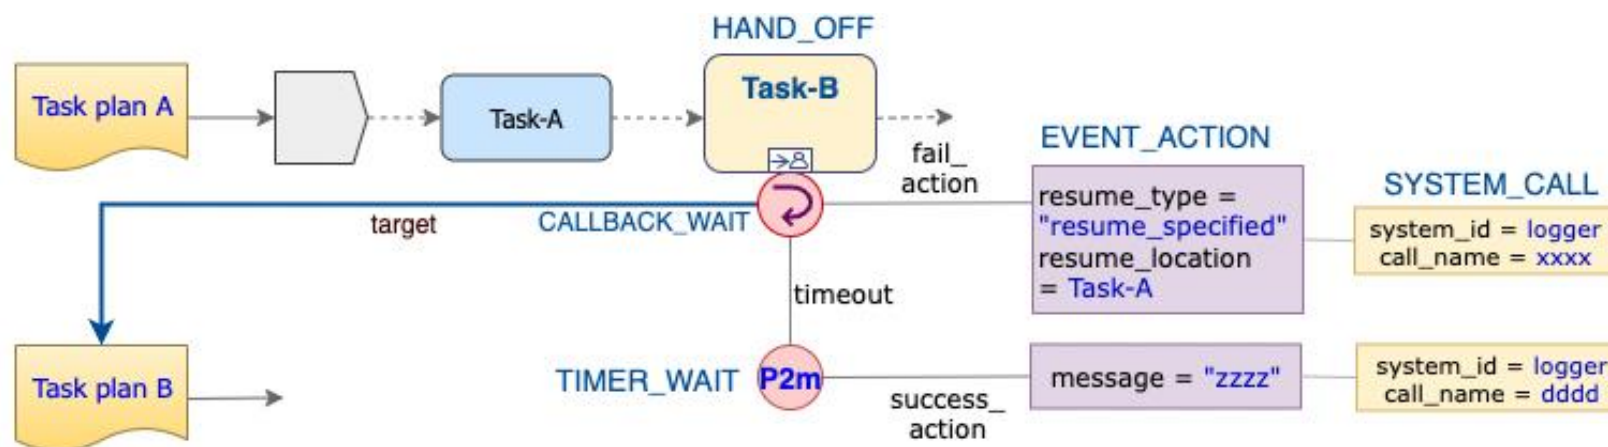 HAND_OFF
Task plan A
Task-A
Task-B
fail_
action
EVENT_ACTION
resume_type =
"resume_specified"
resume_location
= Task-A
SYSTEM_CALL
system_id = logger
call_name = xxxx
target
CALLBACK_WAIT
timeout
Task plan B
TIMER_WAIT
P2m
success_
action
message = "zzzz"
system_id = logger
call_name = dddd